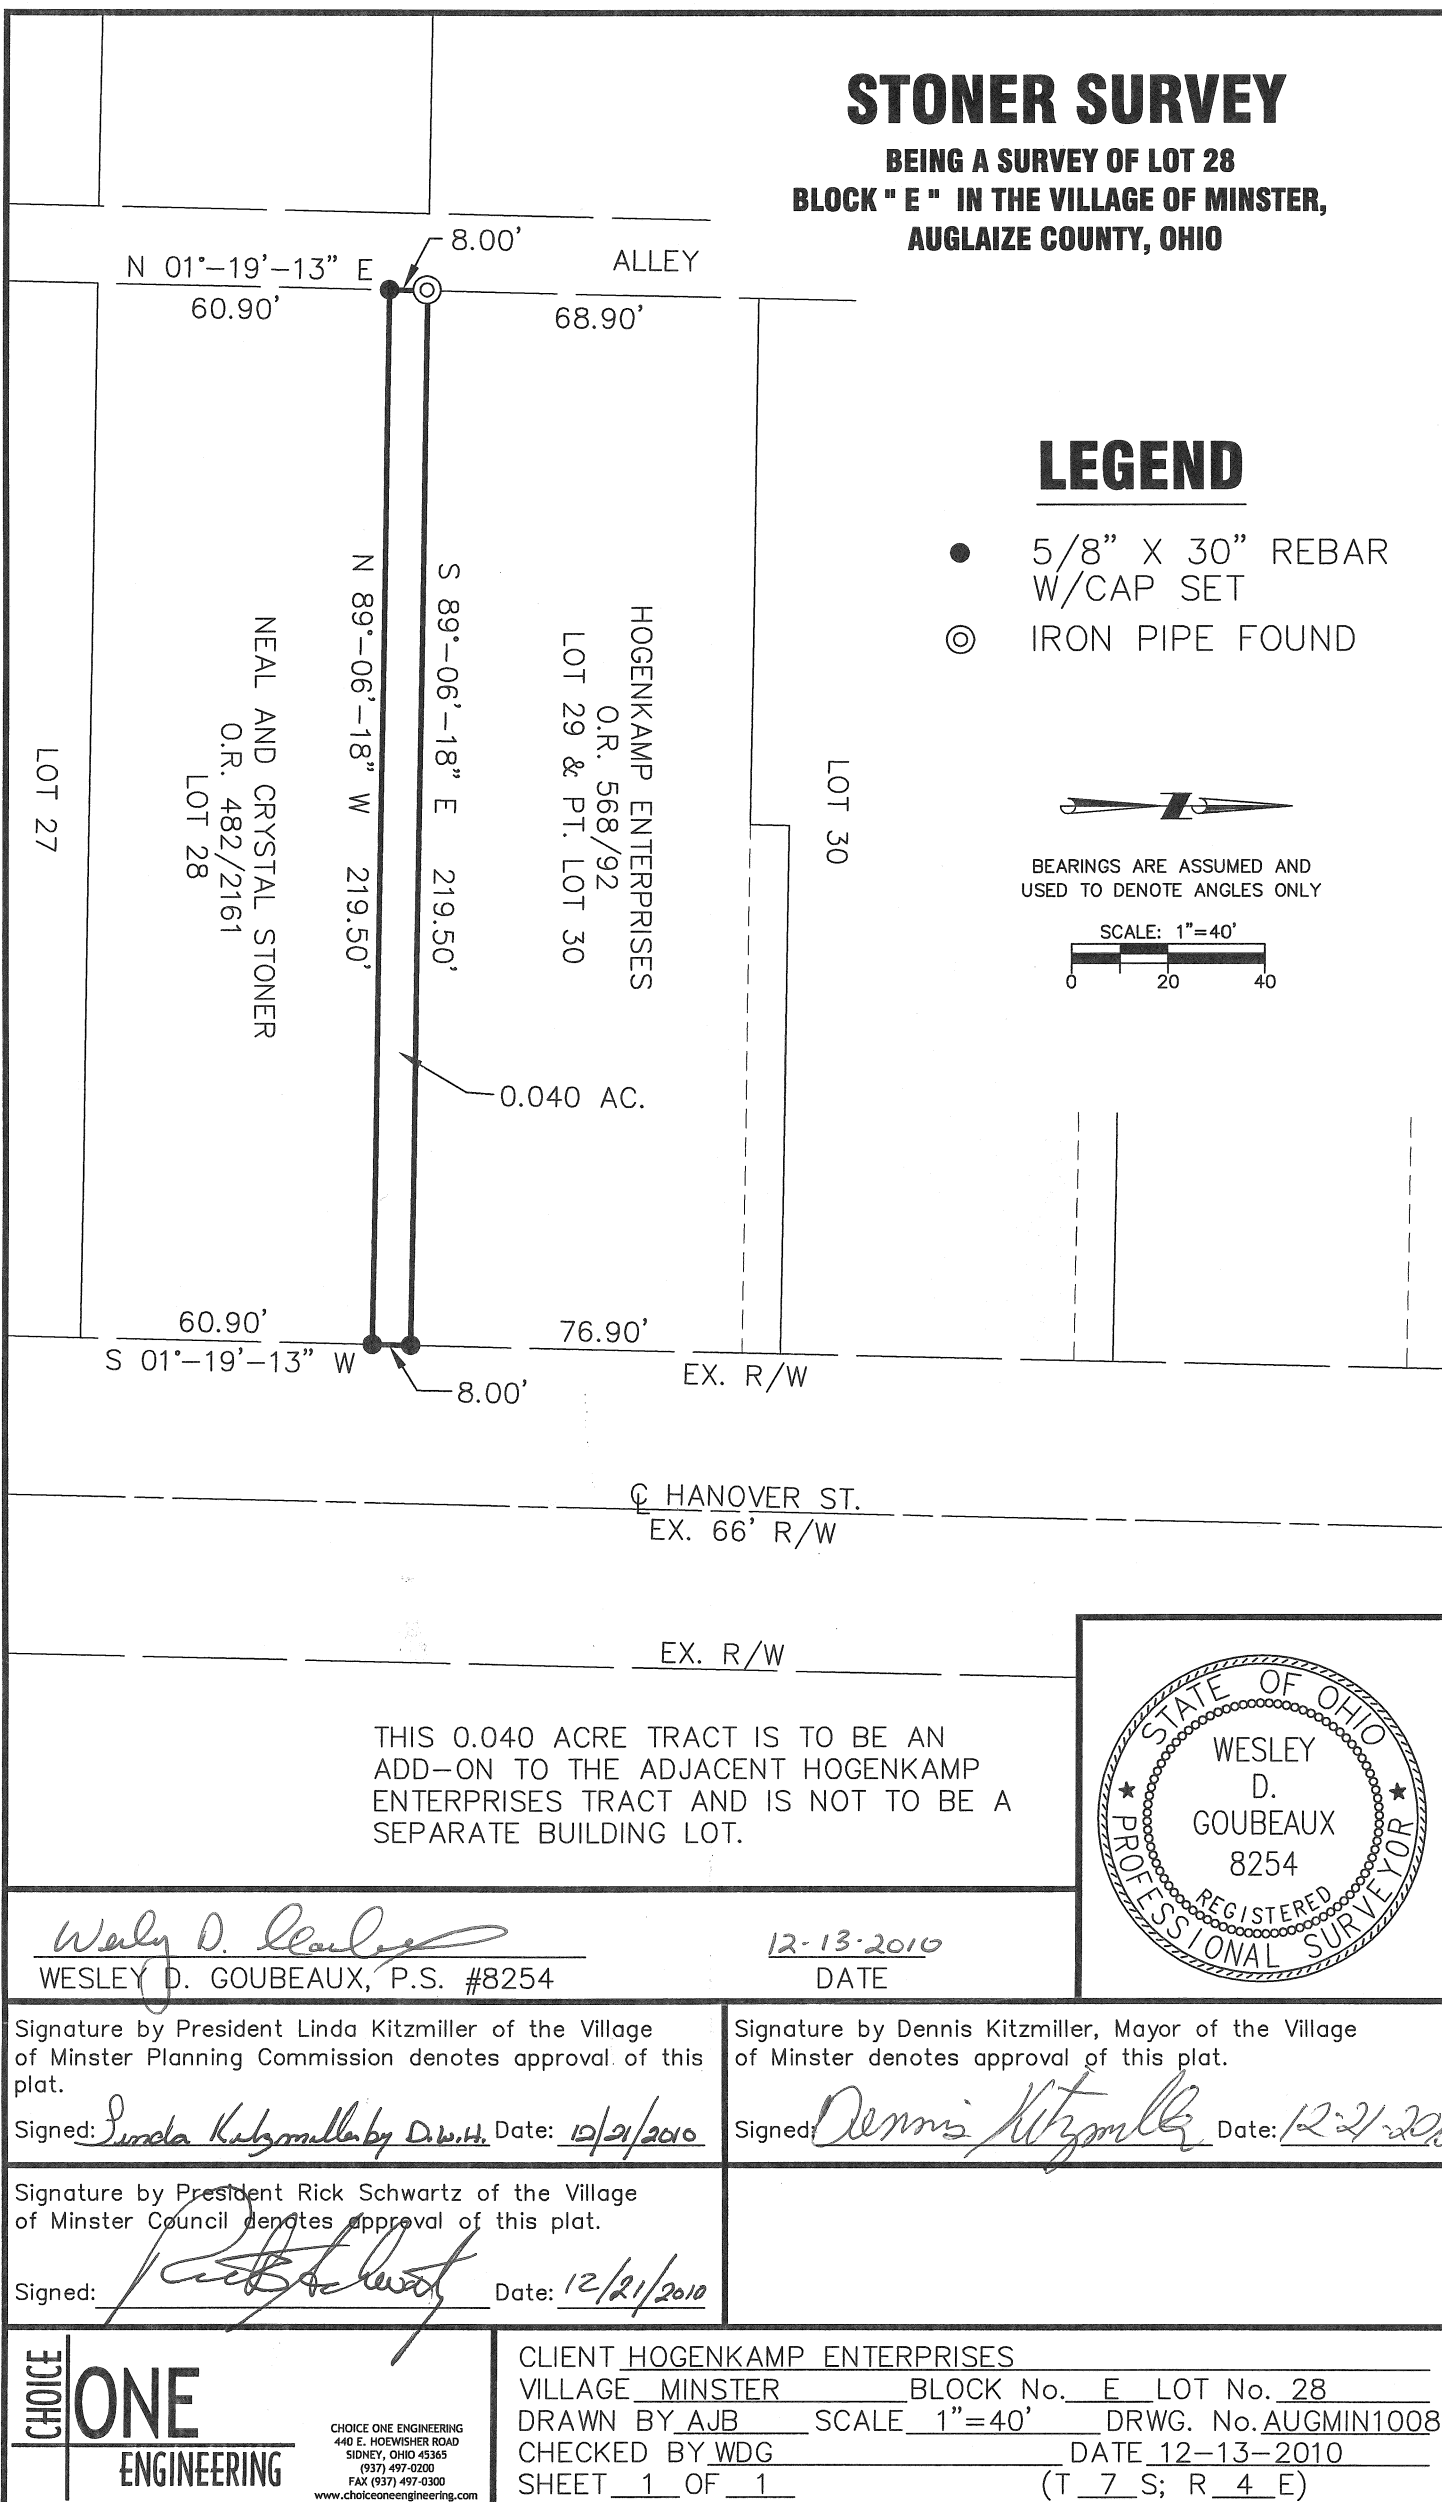 STONER SURVEY
BEING A SURVEY OF LOT 28
BLOCK " E " IN THE VILLAGE OF MINSTER,
AUGLAIZE COUNTY, OHIO
8.00'
ALLEY
N 01°-19'-13" E
60.90'
68.90'
LEGEND
5/8" X 30" REBAR
W/CAP SET
IRON PIPE FOUND
LOT 27
NEAL AND CRYSTAL STONER
O.R. 482/2161
LOT 28
N 89°-06'-18" W 219.50'
S 89°-06'-18" E 219.50'
HOGENKAMP ENTERPRISES
O.R. 568/92
LOT 29 & PT. LOT 30
LOT 30
BEARINGS ARE ASSUMED AND
USED TO DENOTE ANGLES ONLY
SCALE: 1"=40'
0 20 40
0.040 AC.
60.90'
76.90'
S 01°-19'-13" W
EX. R/W
8.00'
℄ HANOVER ST.
EX. 66' R/W
EX. R/W
THIS 0.040 ACRE TRACT IS TO BE AN
ADD-ON TO THE ADJACENT HOGENKAMP
ENTERPRISES TRACT AND IS NOT TO BE A
SEPARATE BUILDING LOT.
STATE OF OHIO
WESLEY
D.
GOUBEAUX
8254
REGISTERED
PROFESSIONAL SURVEYOR
Wesley D. Goubeaux
12-13-2010
WESLEY D. GOUBEAUX, P.S. #8254
DATE
Signature by President Linda Kitzmiller of the Village
of Minster Planning Commission denotes approval of this
plat.
Signed: Linda Kitzmiller by D.W.H. Date: 12/21/2010
Signature by Dennis Kitzmiller, Mayor of the Village
of Minster denotes approval of this plat.
Signed: Dennis Kitzmiller Date: 12-21-20
Signature by President Rick Schwartz of the Village
of Minster Council denotes approval of this plat.
Signed: Rick Schwartz Date: 12/21/2010
CHOICE
ONE
ENGINEERING
CHOICE ONE ENGINEERING
440 E. HOEWISHER ROAD
SIDNEY, OHIO 45365
(937) 497-0200
FAX (937) 497-0300
www.choiceoneengineering.com
CLIENT HOGENKAMP ENTERPRISES
VILLAGE MINSTER BLOCK No. E LOT No. 28
DRAWN BY AJB SCALE 1"=40' DRWG. No. AUGMIN1008
CHECKED BY WDG DATE 12-13-2010
SHEET 1 OF 1 (T 7 S; R 4 E)